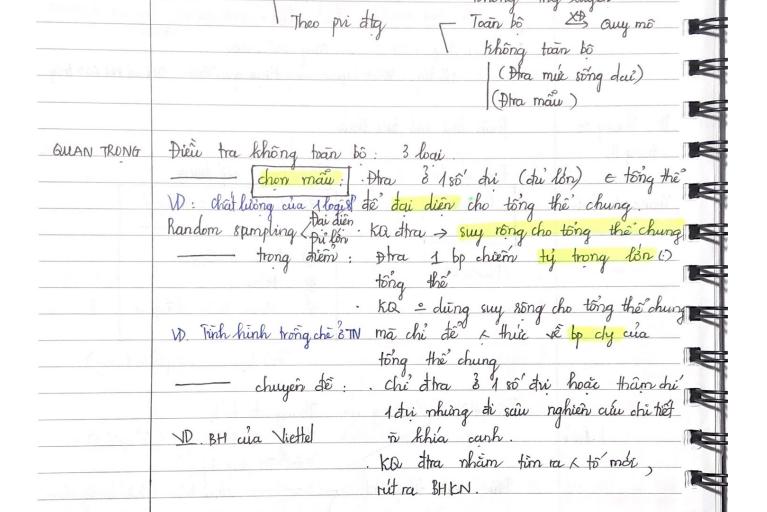 Theo pvi đtg
Toàn bộ XĐ Quy mô
Không toàn bộ
(Đtra mức sống dcư)
(Đtra mẫu)
QUAN TRỌNG Điều tra không toàn bộ: 3 loại.
chọn mẫu: · Đtra ở 1 số đvị (đủ lớn) ∈ tổng thể
VD: chất lượng của 1 để đại diện cho tổng thể chung.
Random sampling < Đại diện Đủ lớn · KQ đtra → suy rộng cho tổng thể chung
trọng điểm: Đtra 1 bp chiếm tỷ trọng lớn (·)
tổng thể
· KQ dùng suy rộng cho tổng thể chung
VD. Tình hình trồng chè ở TN mà chỉ để thức về bp c/y của
tổng thể chung
chuyên đề: · Chỉ đtra ở 1 số đvị hoặc thậm chí
1 đvị nhưng đi sâu nghiên cứu chi tiết
VD. BH của Viettel khía cạnh.
· KQ đtra nhằm tìm ra tố mới,
rút ra BHKN.